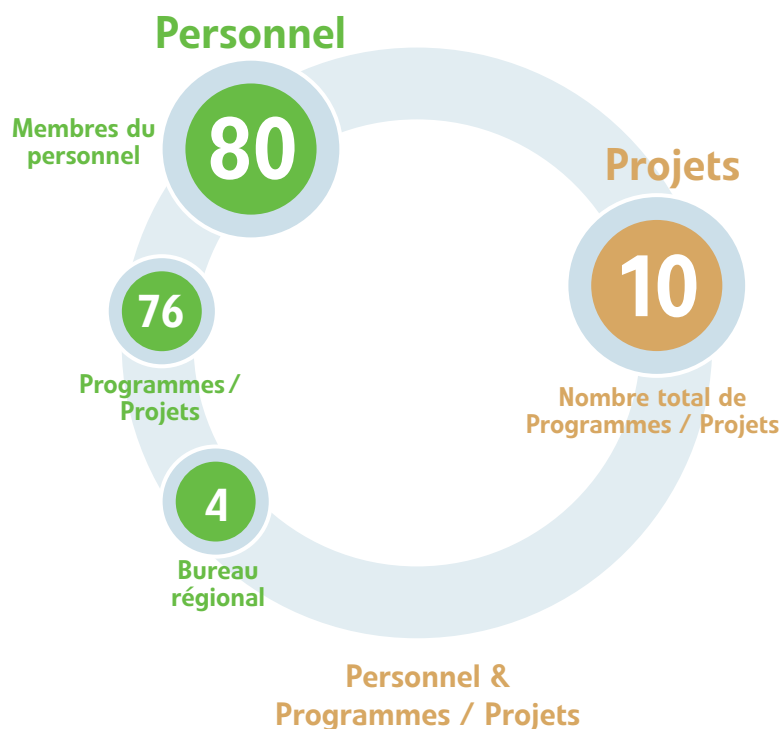 Personnel
Membres du
personnel
80
Projets
10
76
Programmes / 
Projets
Nombre total de
Programmes / Projets
4
Bureau
régional
Personnel &
Programmes / Projets